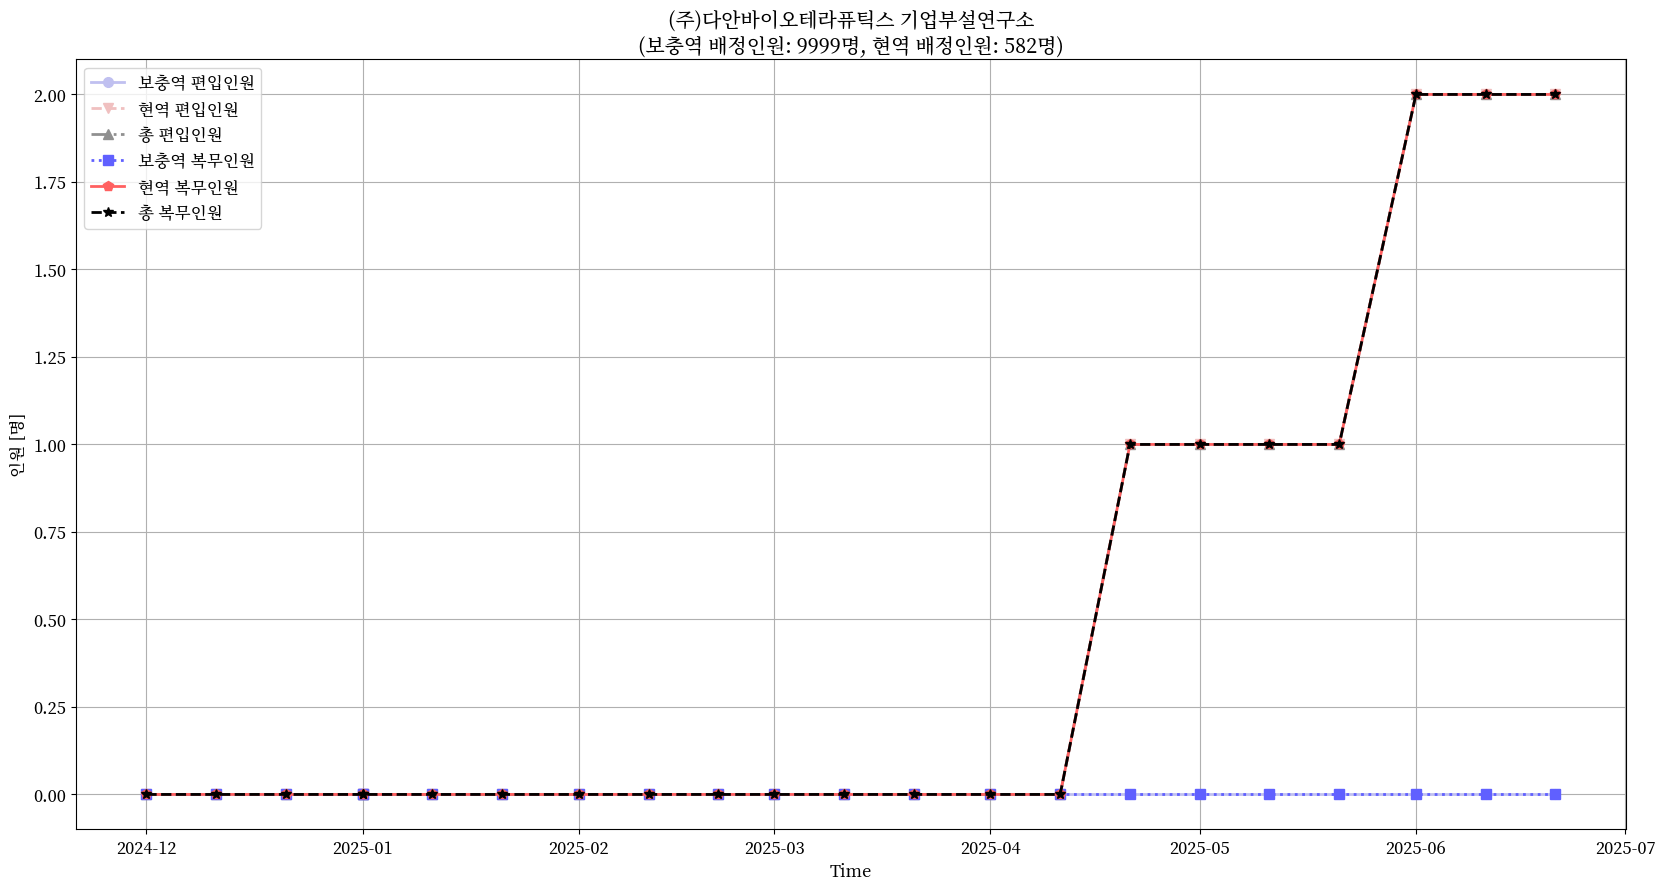 (주)다안바이오테라퓨틱스 기업부설연구소
(보충역 배정인원: 9999명, 현역 배정인원: 582명)
보충역 편입인원
현역 편입인원
총 편입인원
보충역 복무인원
현역 복무인원
총 복무인원
2.00
1.75
1.50
1.25
1.00
0.75
0.50
0.25
0.00
인원 [명]
2024-12
2025-01
2025-02
2025-03
2025-04
2025-05
2025-06
2025-07
Time